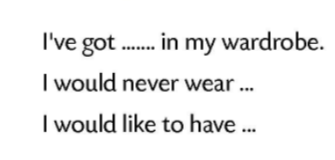 I've got ....... in my wardrobe.
I would never wear ...
I would like to have ...